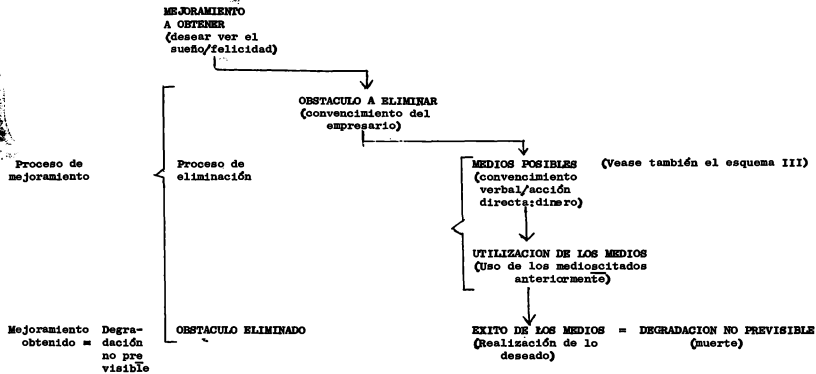 MEJORAMIENTO
A OBTENER
(desear ver el
sueño/felicidad)
OBSTACULO A ELIMINAR
(convencimiento del
empresario)
Proceso de
mejoramiento
Proceso de
eliminación
MEDIOS POSIBLES (Vease también el esquema III)
(convencimiento
verbal/acción
directa:dinero)
UTILIZACION DE LOS MEDIOS
(Uso de los medioscitados
anteriormente)
Mejoramiento
obtenido =
Degra-
dación
no pre
visible
OBSTACULO ELIMINADO
EXITO DE LOS MEDIOS = DEGRADACION NO PREVISIBLE
(Realización de lo
deseado)
(muerte)